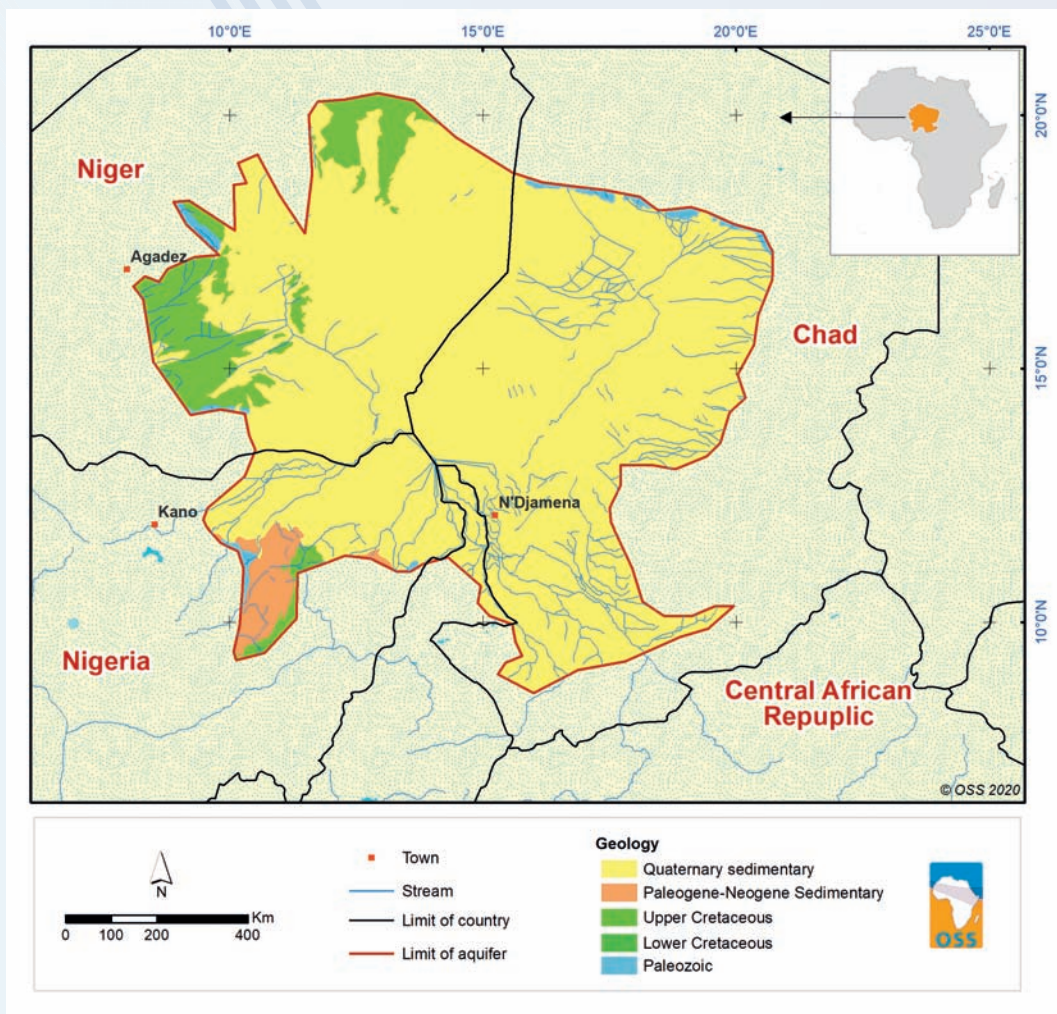 10°0'E 15°0'E 20°0'E 25°0'E
20°0'N
Niger
Agadez
Chad
15°0'N
Kano
N'Djamena
10°0'N
Nigeria
Central African
Repuplic
© OSS 2020
N
Km
0 100 200 400
Town
Stream
Limit of country
Limit of aquifer
Geology
Quaternary sedimentary
Paleogene-Neogene Sedimentary
Upper Cretaceous
Lower Cretaceous
Paleozoic
OSS